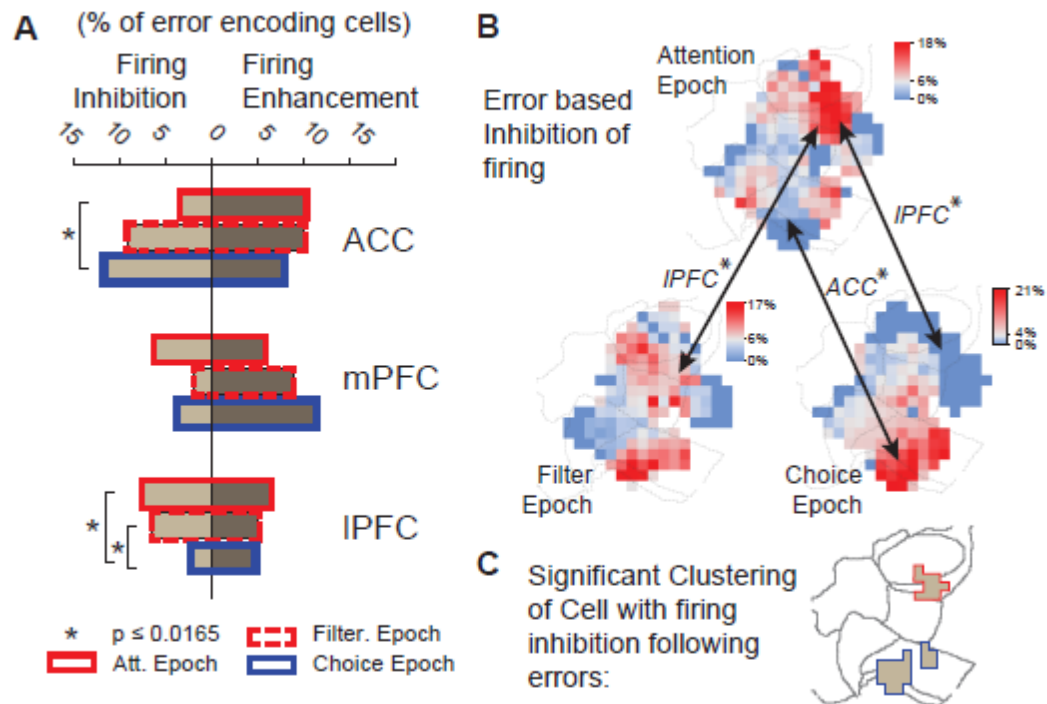 A
(% of error encoding cells)
Firing Inhibition
Firing Enhancement
15 10 5 0 5 10 15
* ACC
mPFC
* * lPFC
* p ≤ 0.0165
Filter. Epoch
Att. Epoch
Choice Epoch
B
Attention
Epoch
18%
6%
0%
Error based
Inhibition of
firing
lPFC*
ACC*
lPFC*
17%
6%
0%
21%
4%
0%
Filter
Epoch
Choice
Epoch
C
Significant Clustering
of Cell with firing
inhibition following
errors: